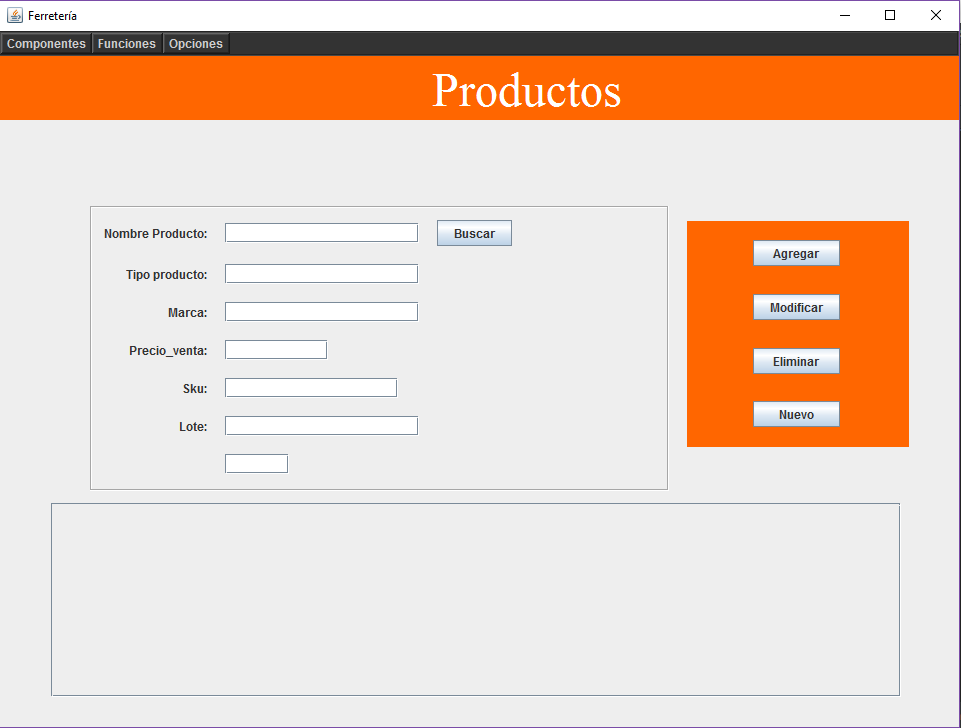 Ferretería
Componentes Funciones Opciones
Productos
Nombre Producto: Buscar
Tipo producto:
Marca:
Precio_venta:
Sku:
Lote:
Agregar
Modificar
Eliminar
Nuevo